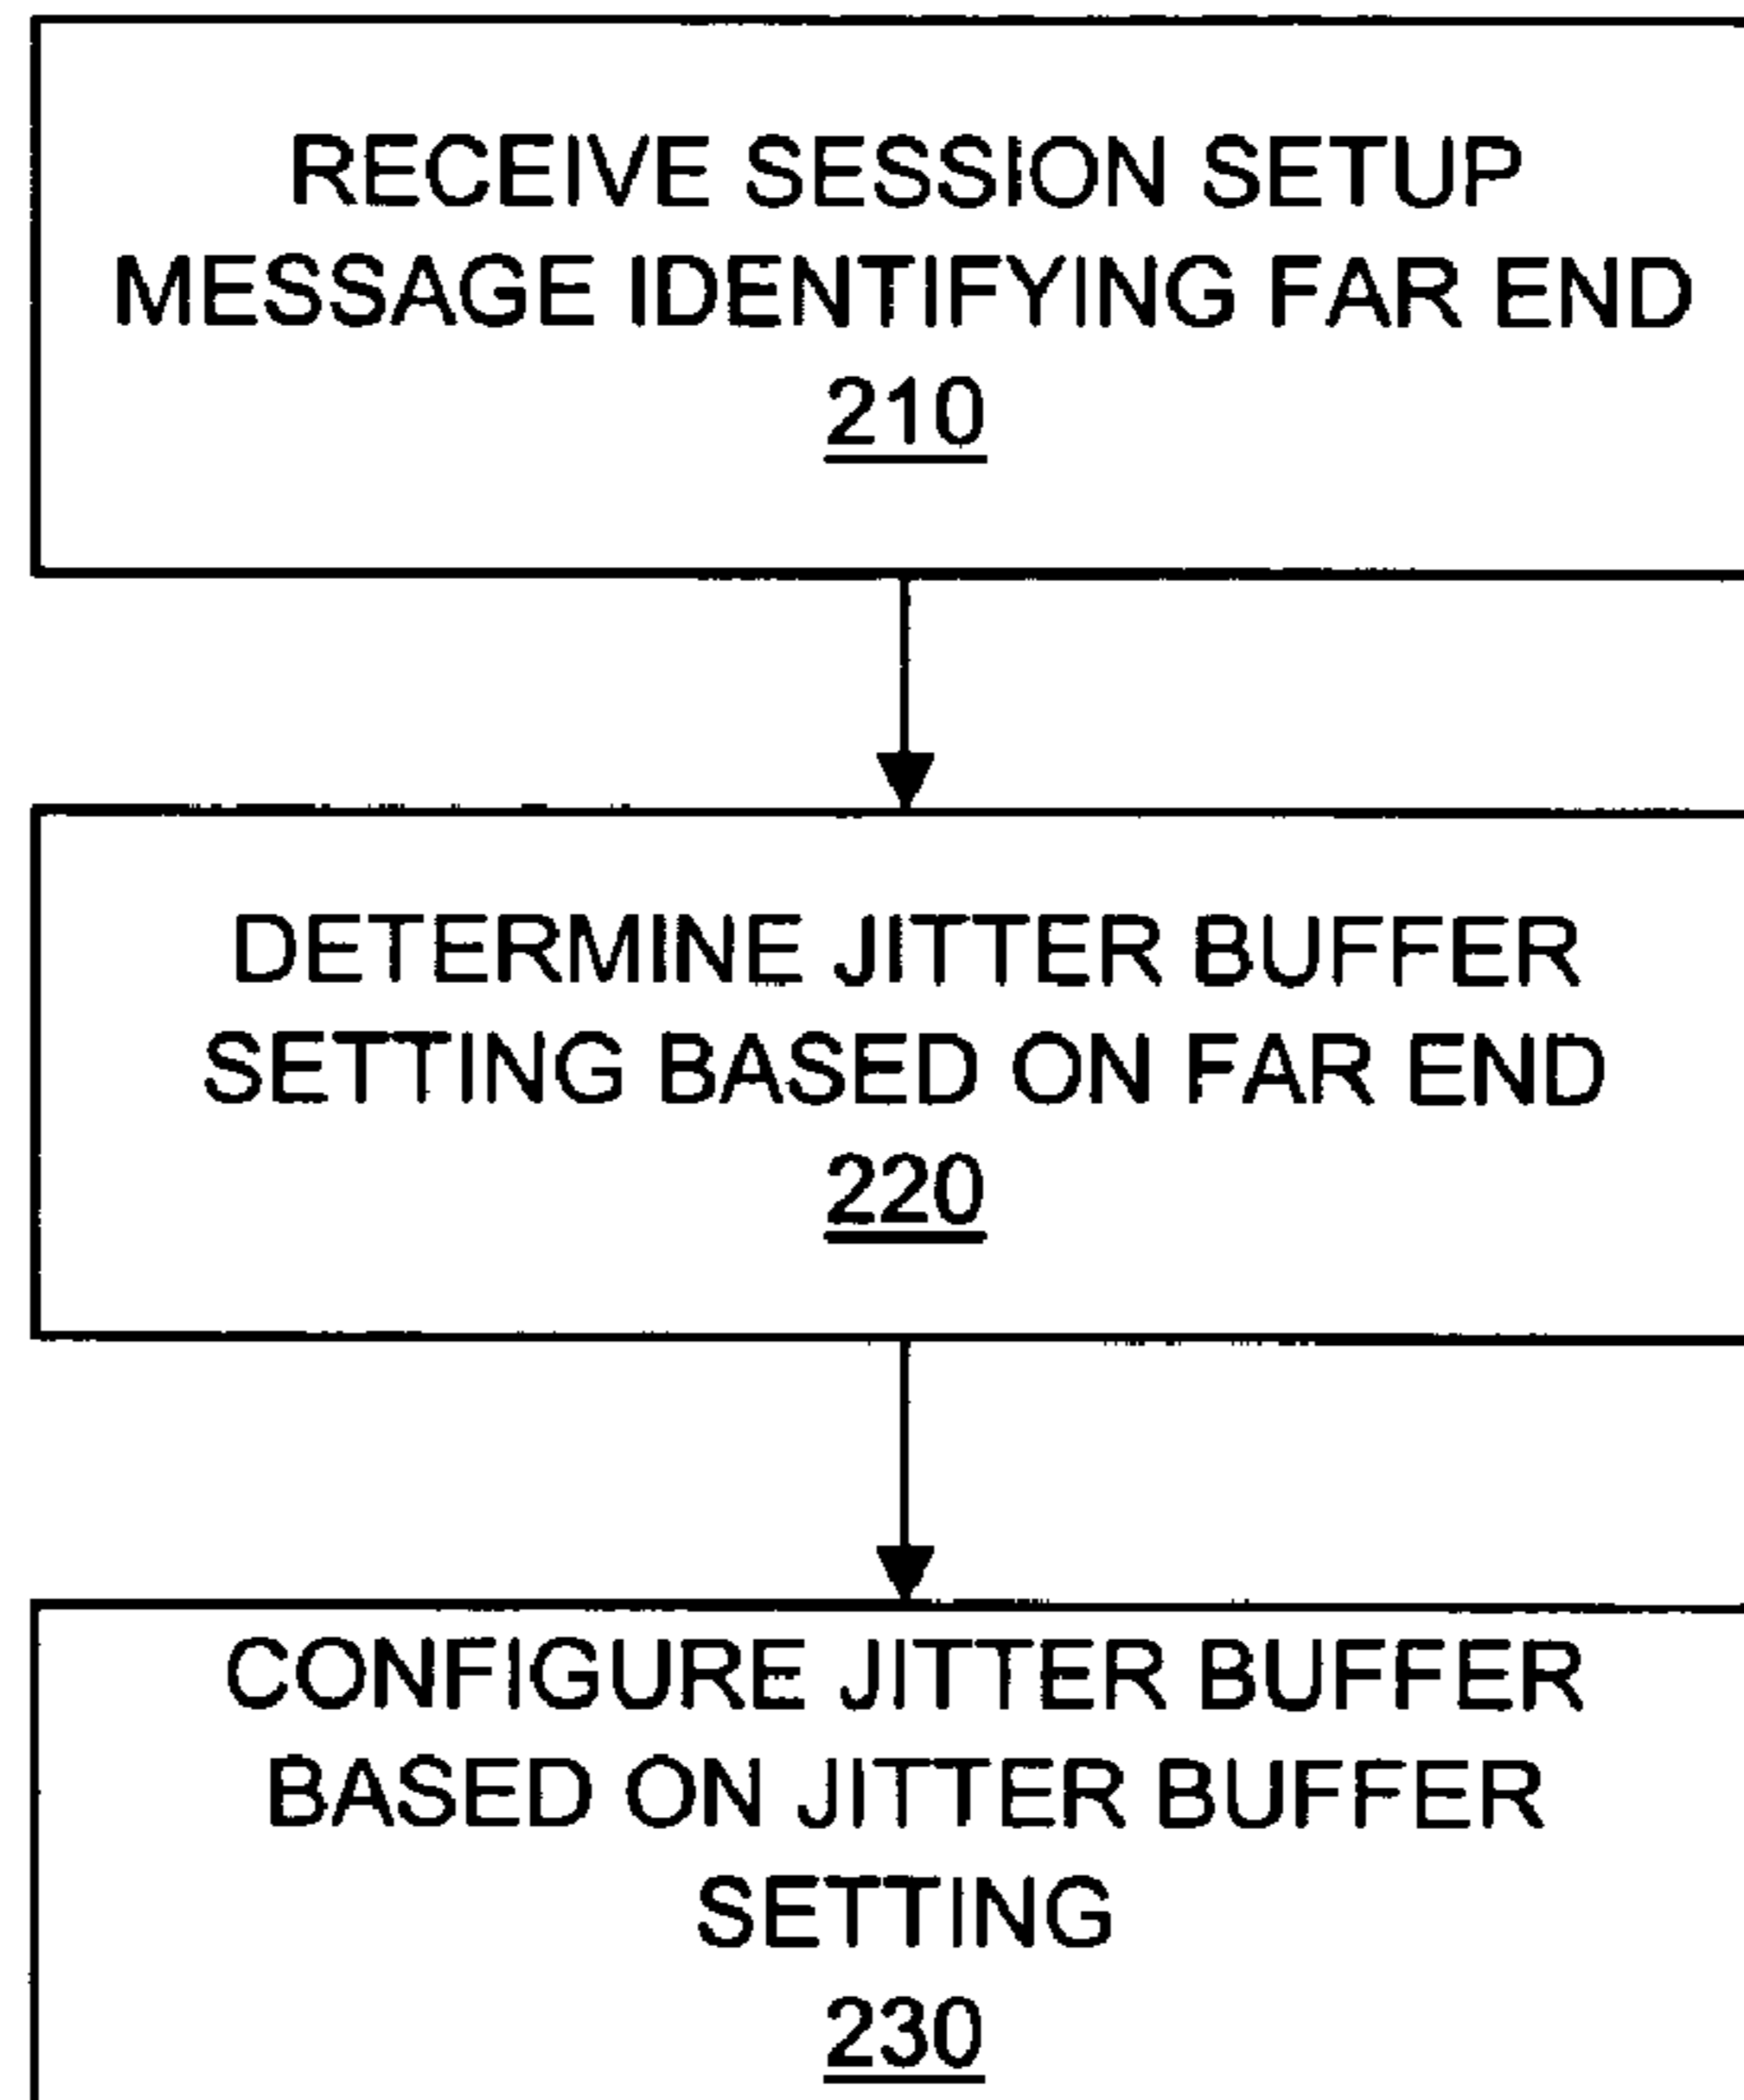 RECEIVE SESSION SETUP
MESSAGE IDENTIFYING FAR END
210
DETERMINE JITTER BUFFER
SETTING BASED ON FAR END
220
CONFIGURE JITTER BUFFER
BASED ON JITTER BUFFER
SETTING
230